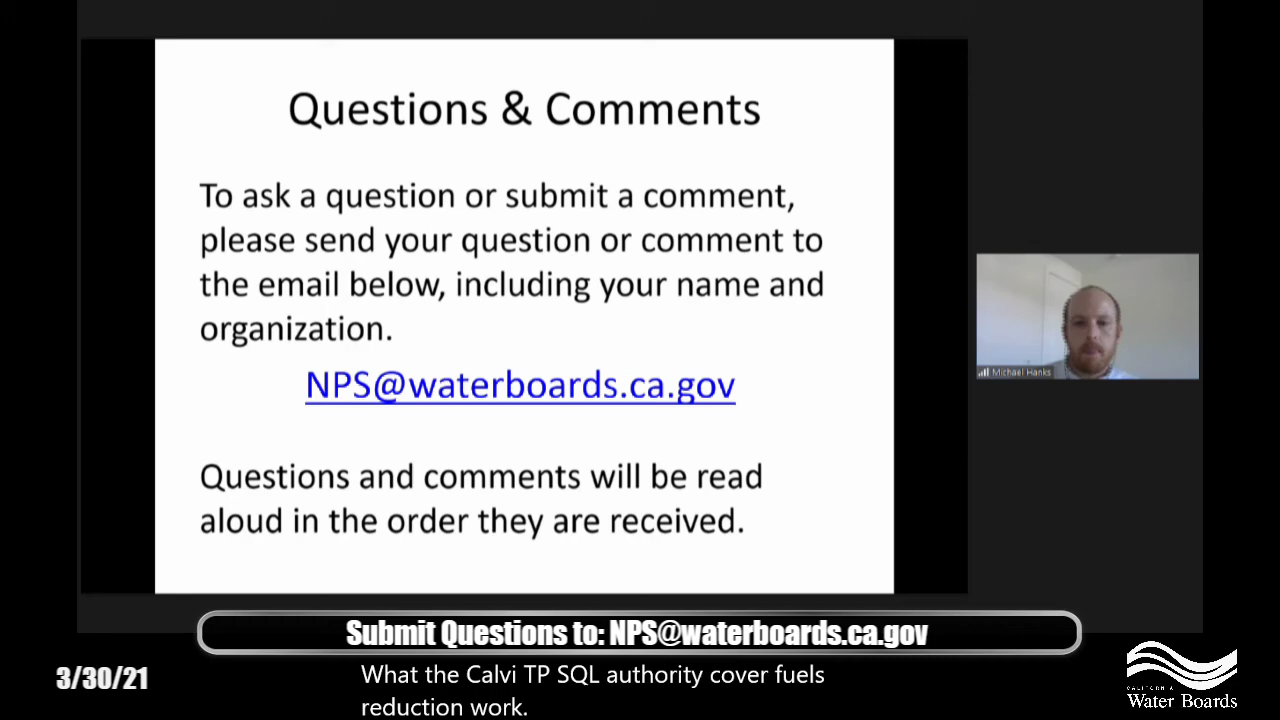 Questions & Comments
To ask a question or submit a comment,
please send your question or comment to
the email below, including your name and
organization.
NPS@waterboards.ca.gov
Questions and comments will be read
aloud in the order they are received.
Michael Hanks
Submit Questions to: NPS@waterboards.ca.gov
3/30/21
What the Calvi TP SQL authority cover fuels
reduction work.
CALIFORNIA
Water Boards